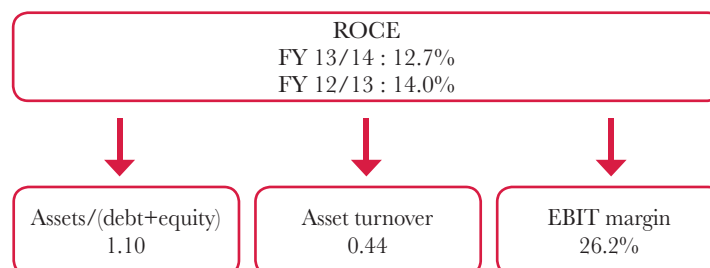 ROCE
FY 13/14 : 12.7%
FY 12/13 : 14.0%
Assets/(debt+equity)
1.10
Asset turnover
0.44
EBIT margin
26.2%